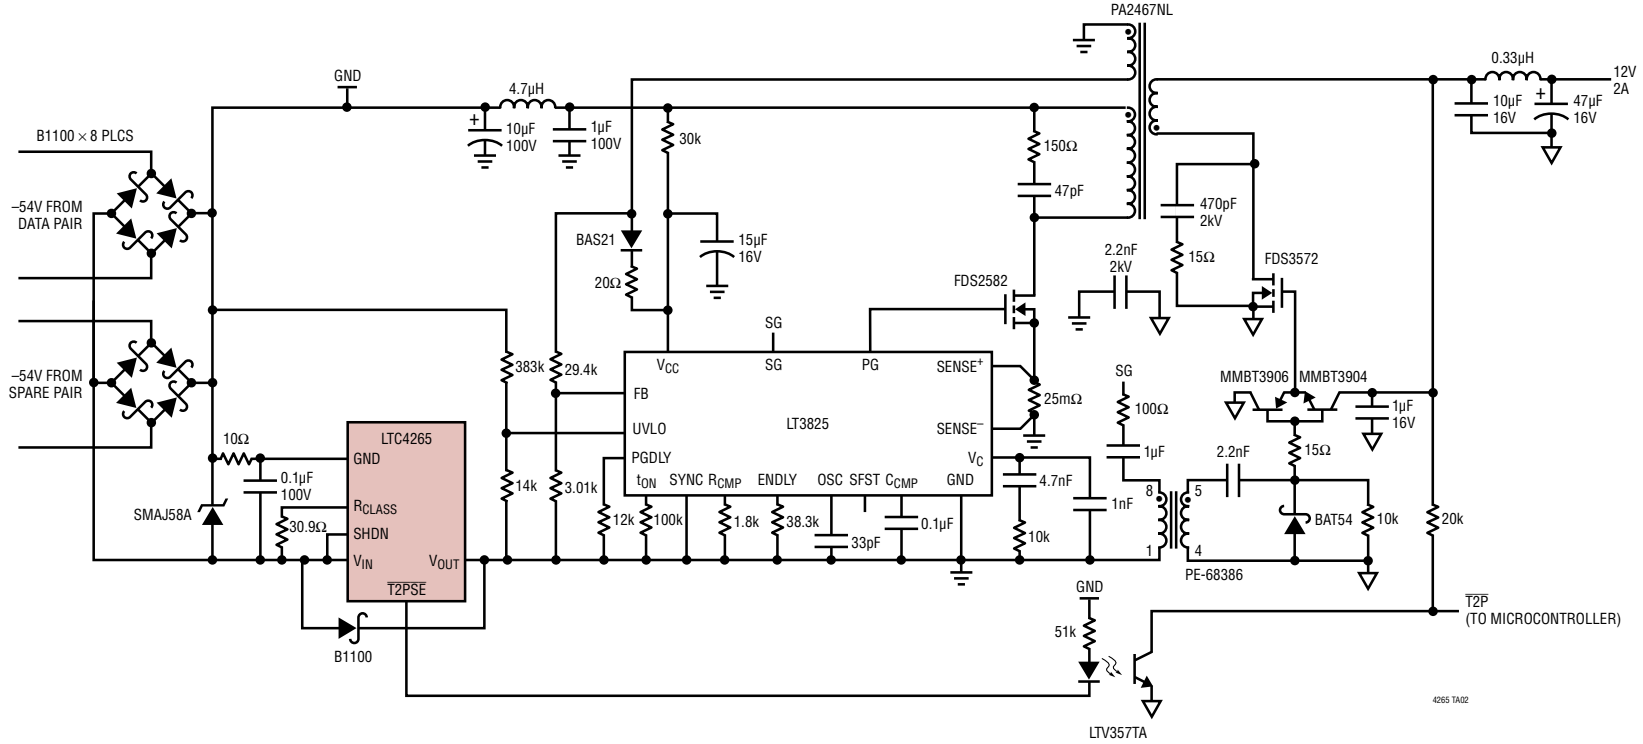 PA2467NL
GND
4.7µH
0.33µH
12V
2A
+
10µF
100V
1µF
100V
30k
150Ω
47pF
10µF
16V
+
47µF
16V
B1100 × 8 PLCS
–54V FROM
DATA PAIR
BAS21
20Ω
15µF
16V
470pF
2kV
15Ω
2.2nF
2kV
FDS2582
FDS3572
SG
383k
29.4k
VCC
SG
PG
SENSE+
FB
UVLO
LT3825
25mΩ
SENSE–
PGDLY
VC
tON
SYNC
RCMP
ENDLY
OSC
SFST
CCMP
GND
–54V FROM
SPARE PAIR
SG
100Ω
1µF
MMBT3906
MMBT3904
1µF
16V
15Ω
2.2nF
10Ω
0.1µF
100V
SMAJ58A
30.9Ω
LTC4265
GND
RCLASS
SHDN
VIN
VOUT
T2PSE
14k
3.01k
12k
100k
1.8k
38.3k
33pF
0.1µF
4.7nF
10k
1nF
8
5
1
4
PE-68386
BAT54
10k
20k
B1100
GND
51k
LTV357TA
T2P
(TO MICROCONTROLLER)
4265 TA02